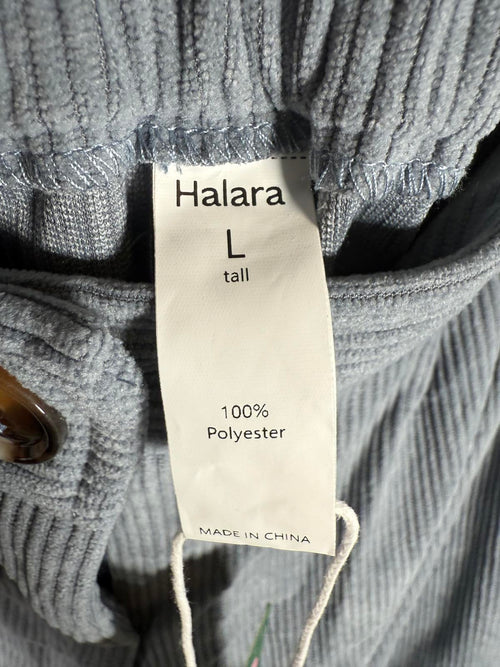 Halara
L
tall
100%
Polyester
MADE IN CHINA